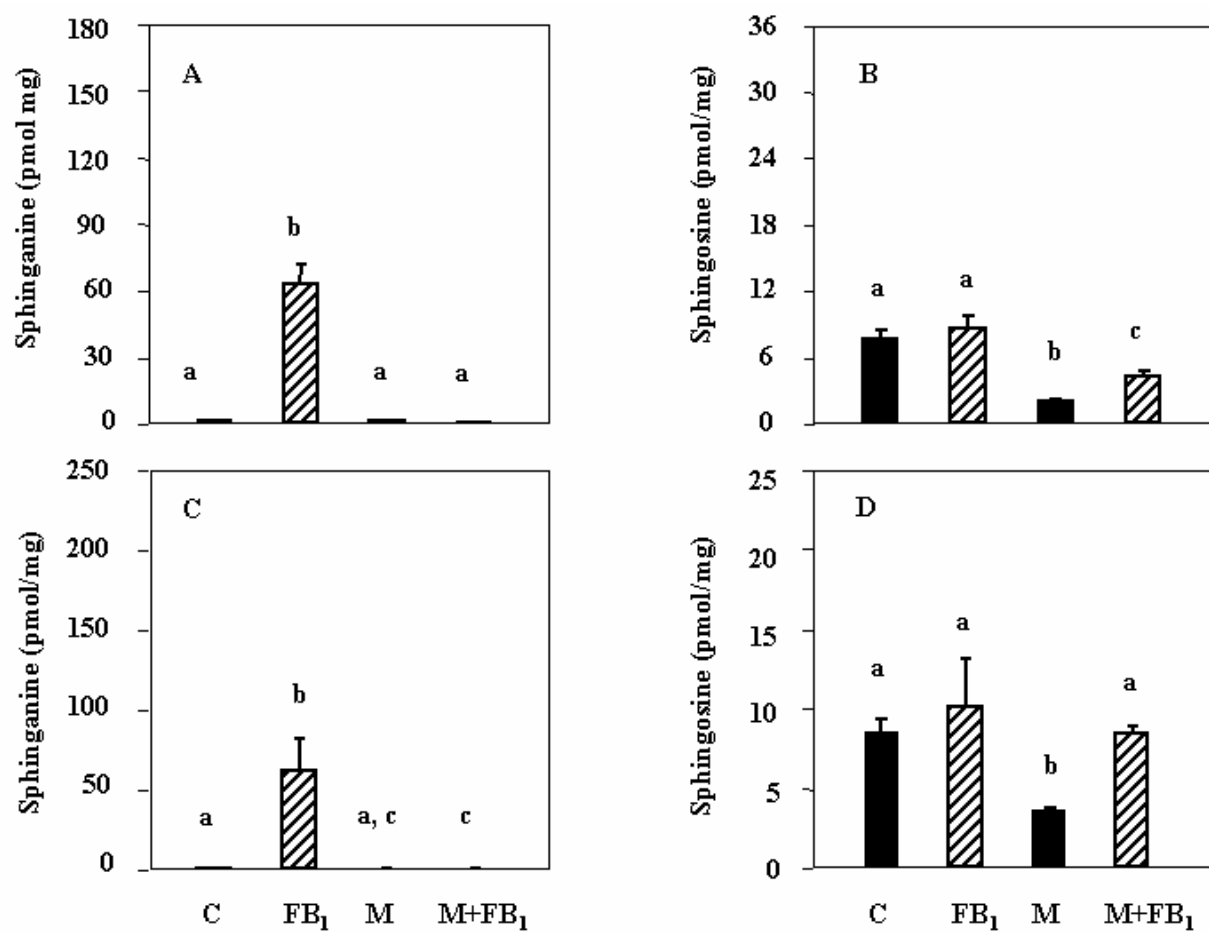 Sphinganine (pmol mg)
180
150
120
90
60
30
0
A
a
b
a
a
Sphingosine (pmol/mg)
36
30
24
18
12
6
0
B
a
a
b
c
Sphinganine (pmol/mg)
250
200
150
100
50
0
C
a
b
a, c
c
C FB1 M M+FB1
Sphingosine (pmol/mg)
25
20
15
10
5
0
D
a
a
b
a
C FB1 M M+FB1